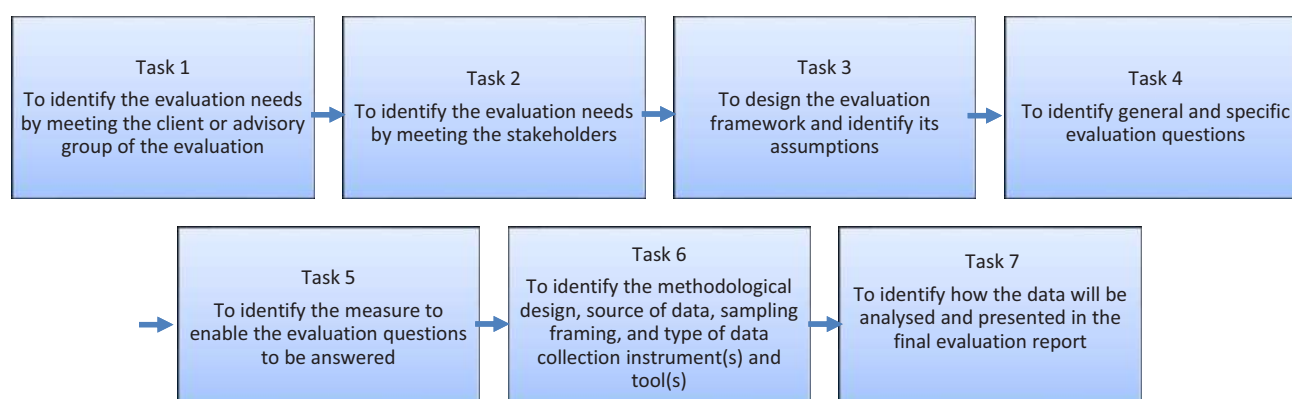 Task 1
To identify the evaluation needs
by meeting the client or advisory
group of the evaluation
Task 2
To identify the evaluation needs
by meeting the stakeholders
Task 3
To design the evaluation
framework and identify its
assumptions
Task 4
To identify general and specific
evaluation questions
Task 5
To identify the measure to
enable the evaluation questions
to be answered
Task 6
To identify the methodological
design, source of data, sampling
framing, and type of data
collection instrument(s) and
tool(s)
Task 7
To identify how the data will be
analysed and presented in the
final evaluation report